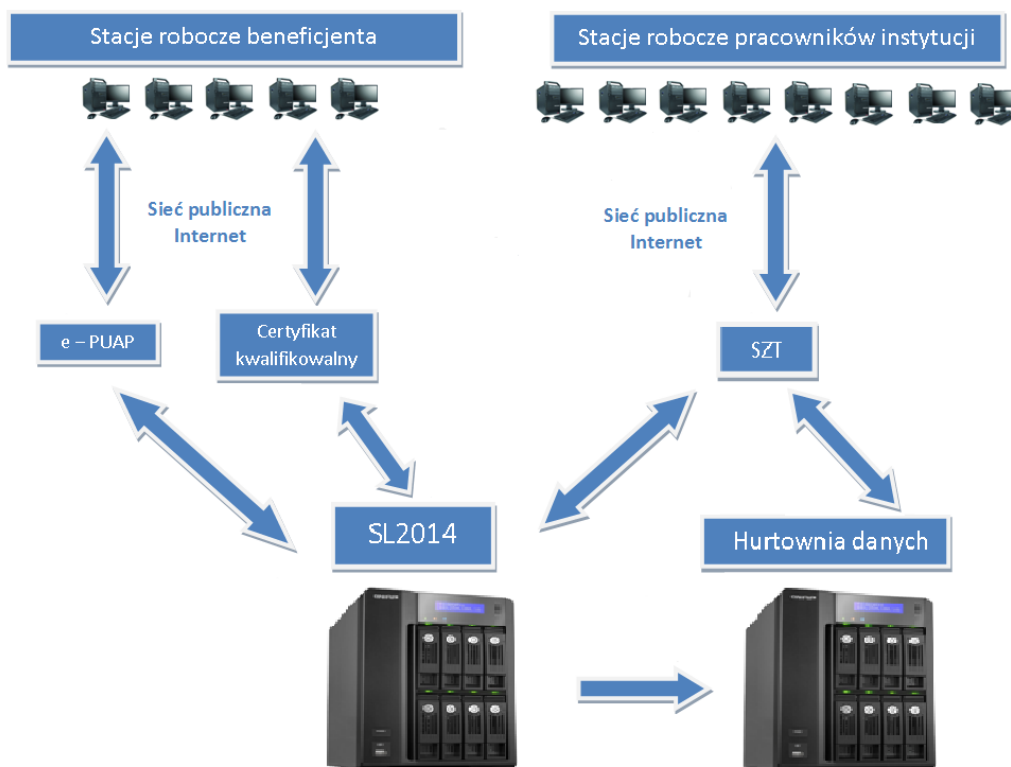 Stacje robocze beneficjenta
Stacje robocze pracowników instytucji
Sieć publiczna
Internet
Sieć publiczna
Internet
e – PUAP
Certyfikat
kwalifikowalny
SZT
SL2014
Hurtownia danych